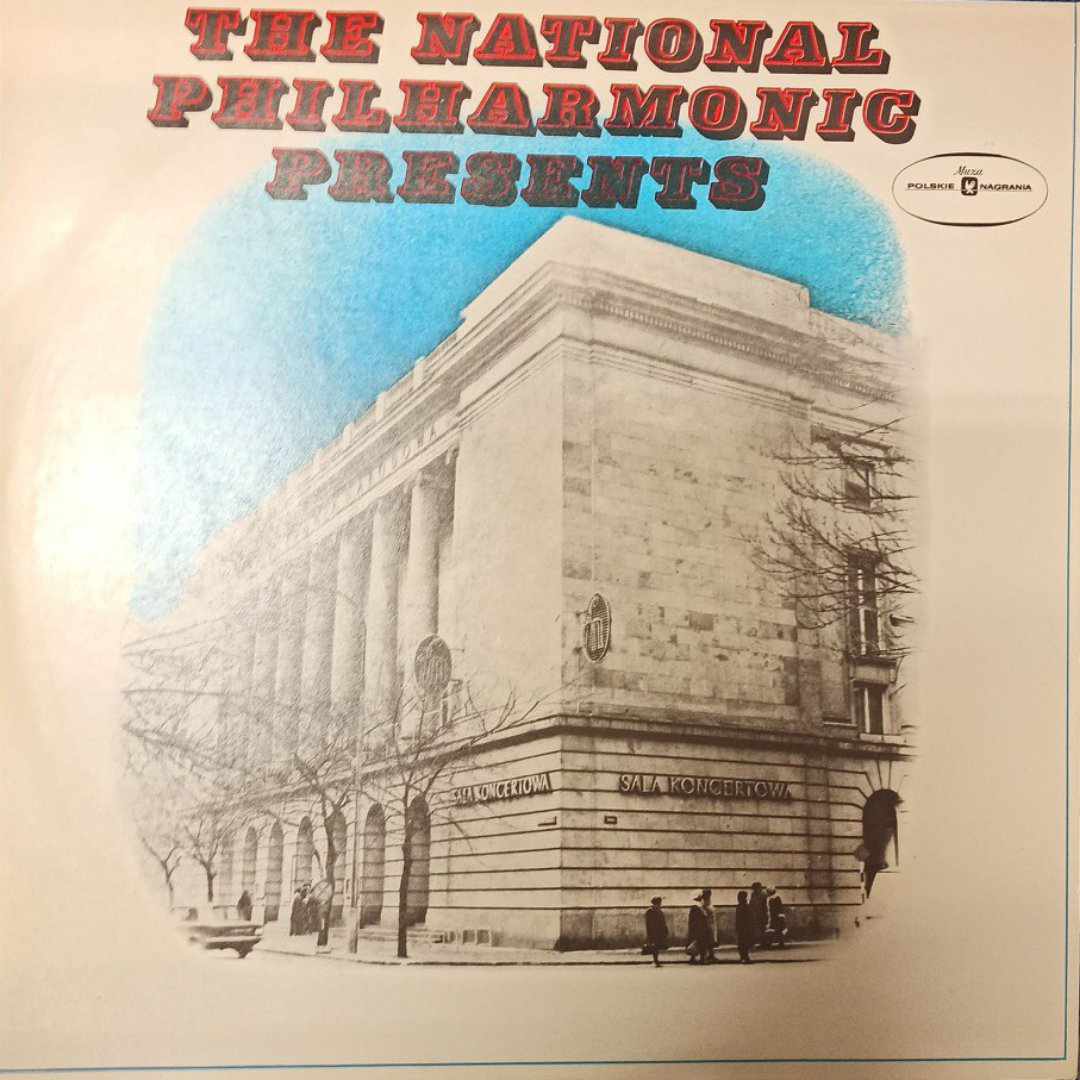 THE NATIONAL
PHILHARMONIC
PRESENTS
Muza
POLSKIE NAGRANIA
SALA KONCERTOWA
SALA KONCERTOWA